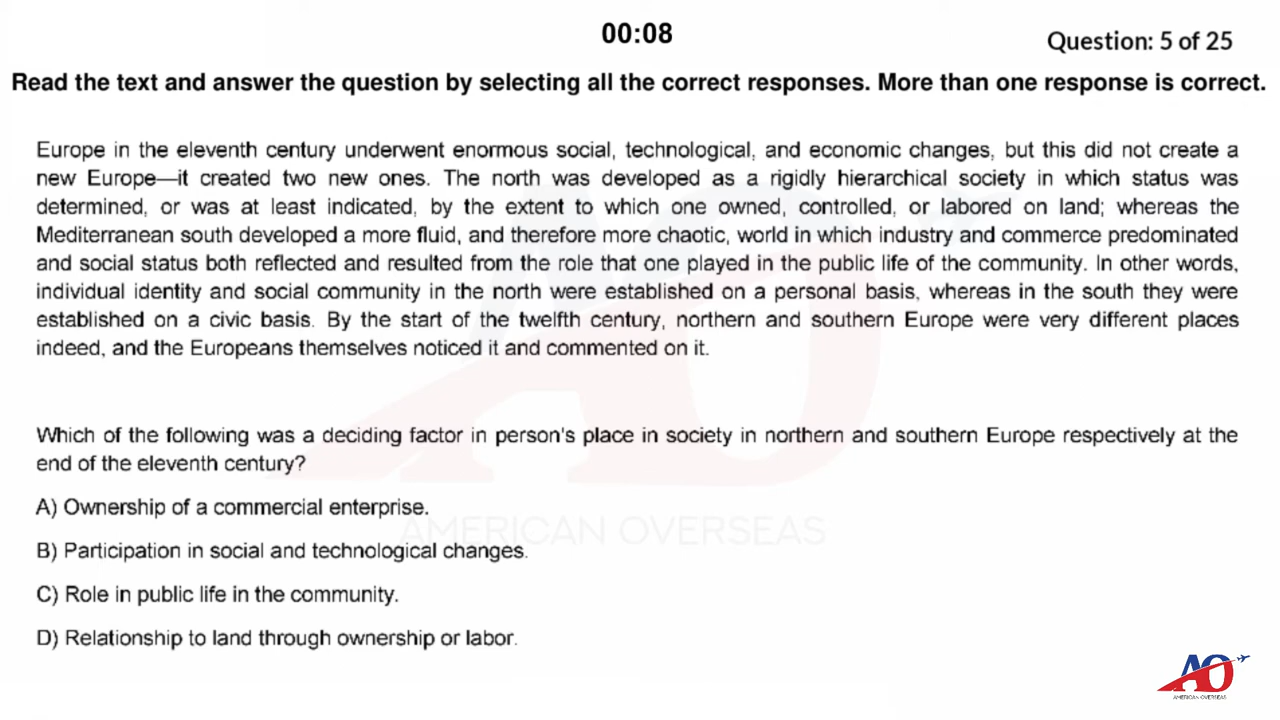 00:08
Question: 5 of 25
Read the text and answer the question by selecting all the correct responses. More than one response is correct.
Europe in the eleventh century underwent enormous social, technological, and economic changes, but this did not create a
new Europe—it created two new ones. The north was developed as a rigidly hierarchical society in which status was
determined, or was at least indicated, by the extent to which one owned, controlled, or labored on land; whereas the
Mediterranean south developed a more fluid, and therefore more chaotic, world in which industry and commerce predominated
and social status both reflected and resulted from the role that one played in the public life of the community. In other words,
individual identity and social community in the north were established on a personal basis, whereas in the south they were
established on a civic basis. By the start of the twelfth century, northern and southern Europe were very different places
indeed, and the Europeans themselves noticed it and commented on it.
Which of the following was a deciding factor in person's place in society in northern and southern Europe respectively at the
end of the eleventh century?
A) Ownership of a commercial enterprise.
AMERICAN OVERSEAS
B) Participation in social and technological changes.
C) Role in public life in the community.
D) Relationship to land through ownership or labor.
AO
AMERICAN OVERSEAS